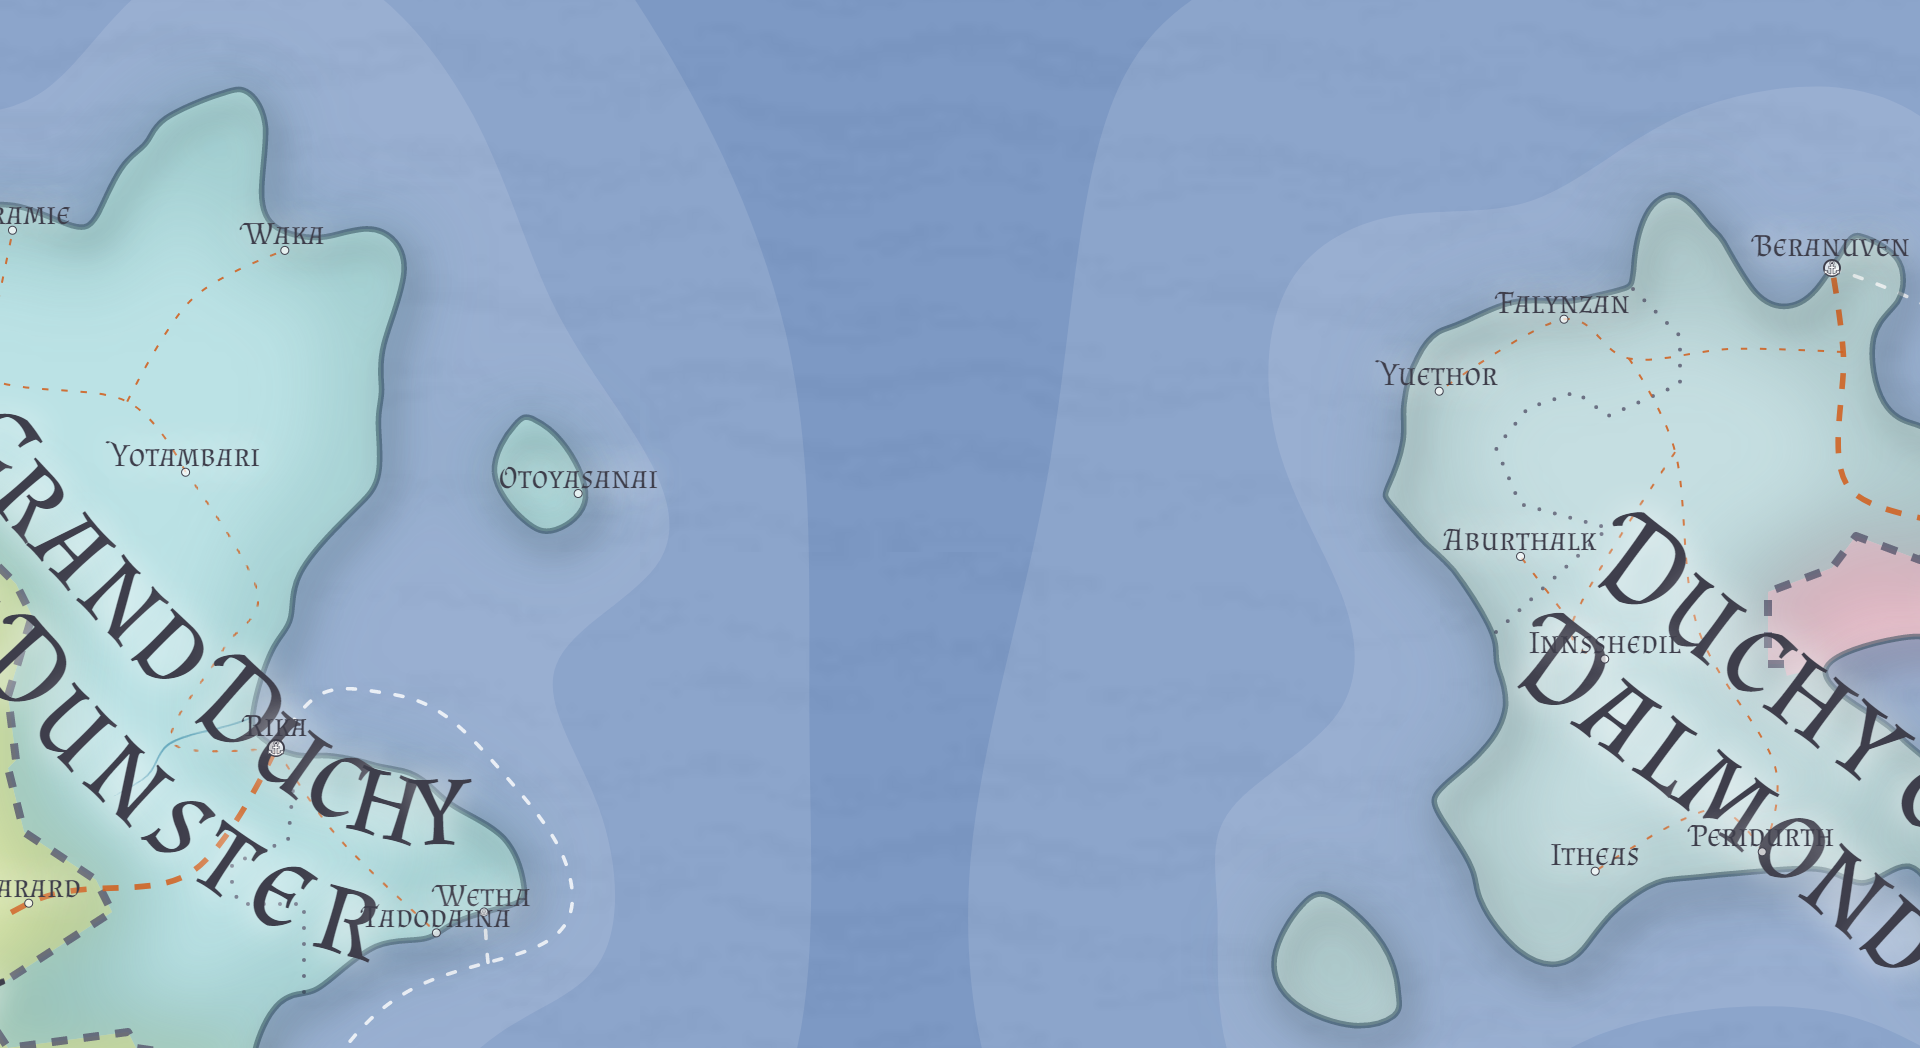 RAMIE
WAKA
YOTAMBARI
OTOYASANAI
GRAND DUCHY
DUNSTER
RIKA
ARARD
WETHA
TADODAINA
BERANUVEN
FALYNZAN
YUETHOR
ABURTHALK
INNSSHEDIL
DUCHY O
DALMOND
PERIDURTH
ITHEAS